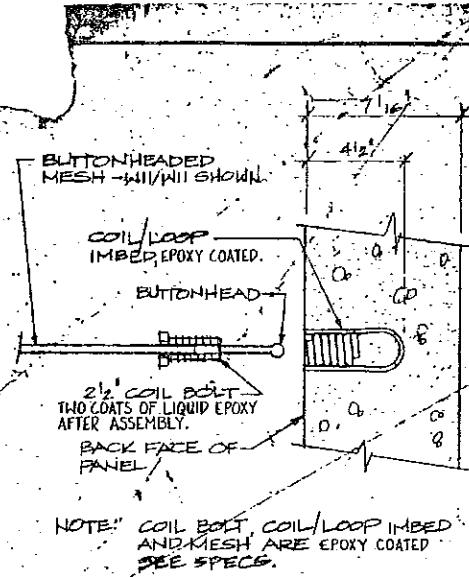 7 1/16"
4 1/2"
BUTTONHEADED
MESH - W11/W11 SHOWN
COIL/LOOP
IMBED, EPOXY COATED.
BUTTONHEAD
2 1/2" COIL BOLT
TWO COATS OF LIQUID EPOXY
AFTER ASSEMBLY.
BACK FACE OF
PANEL
NOTE: COIL BOLT, COIL/LOOP IMBED
AND MESH ARE EPOXY COATED
SEE SPECS.